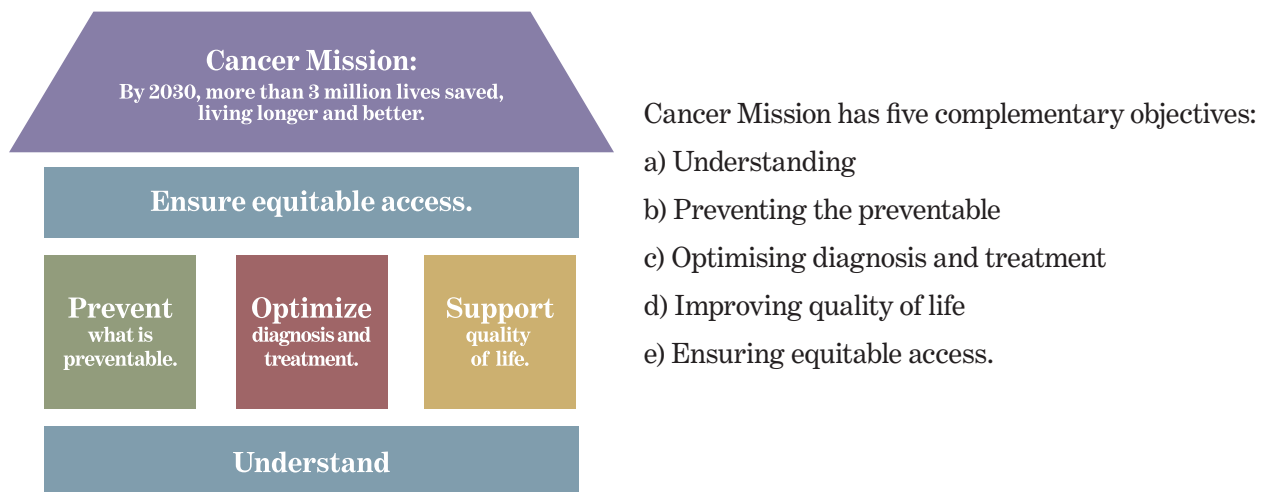 Cancer Mission:
By 2030, more than 3 million lives saved,
living longer and better.
Ensure equitable access.
Prevent
what is
preventable.
Optimize
diagnosis and
treatment.
Support
quality
of life.
Understand
Cancer Mission has five complementary objectives:
a) Understanding
b) Preventing the preventable
c) Optimising diagnosis and treatment
d) Improving quality of life
e) Ensuring equitable access.